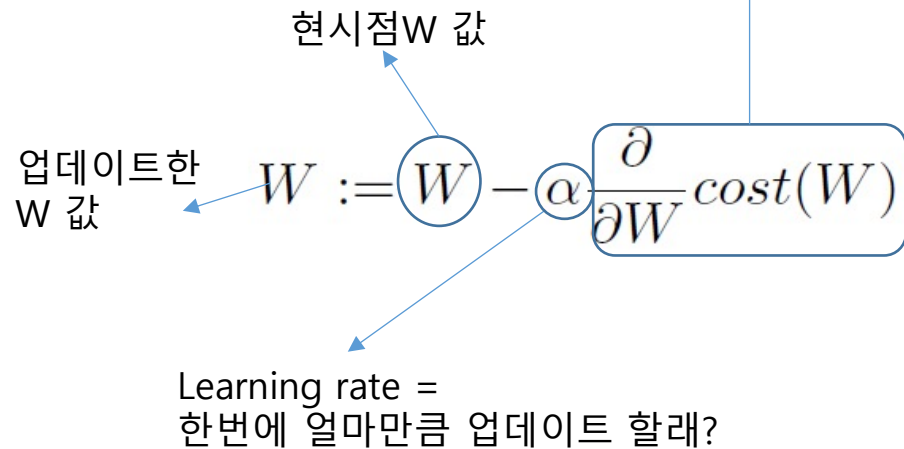 현시점W 값
업데이트한
W 값
W := W − α ∂/∂W cost(W)
Learning rate =
한번에 얼마만큼 업데이트 할래?